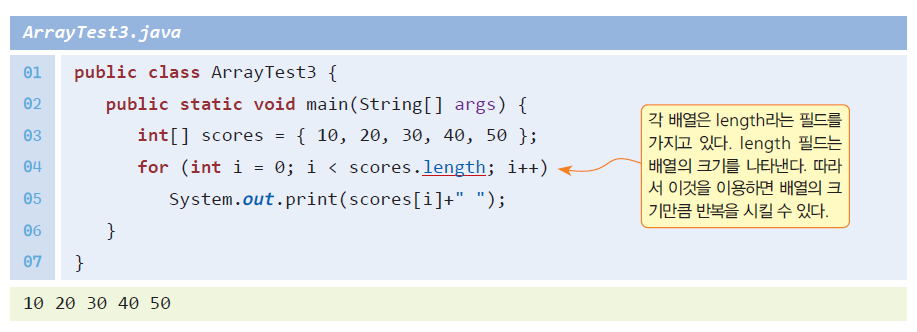 ArrayTest3.java
01 public class ArrayTest3 {
02 public static void main(String[] args) {
03 int[] scores = { 10, 20, 30, 40, 50 };
04 for (int i = 0; i < scores.length; i++)
05 System.out.print(scores[i]+" ");
06 }
07 }
각 배열은 length라는 필드를
가지고 있다. length 필드는
배열의 크기를 나타낸다. 따라
서 이것을 이용하면 배열의 크
기만큼 반복을 시킬 수 있다.
10 20 30 40 50